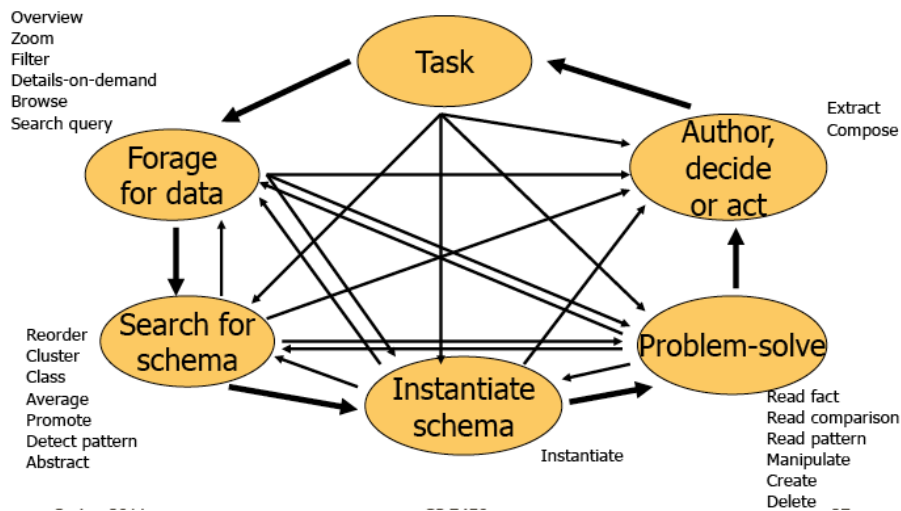 Overview
Zoom
Filter
Details-on-demand
Browse
Search query
Task
Extract
Compose
Author,
decide
or act
Forage
for data
Search for
schema
Reorder
Cluster
Class
Average
Promote
Detect pattern
Abstract
Instantiate
schema
Instantiate
Problem-solve
Read fact
Read comparison
Read pattern
Manipulate
Create
Delete